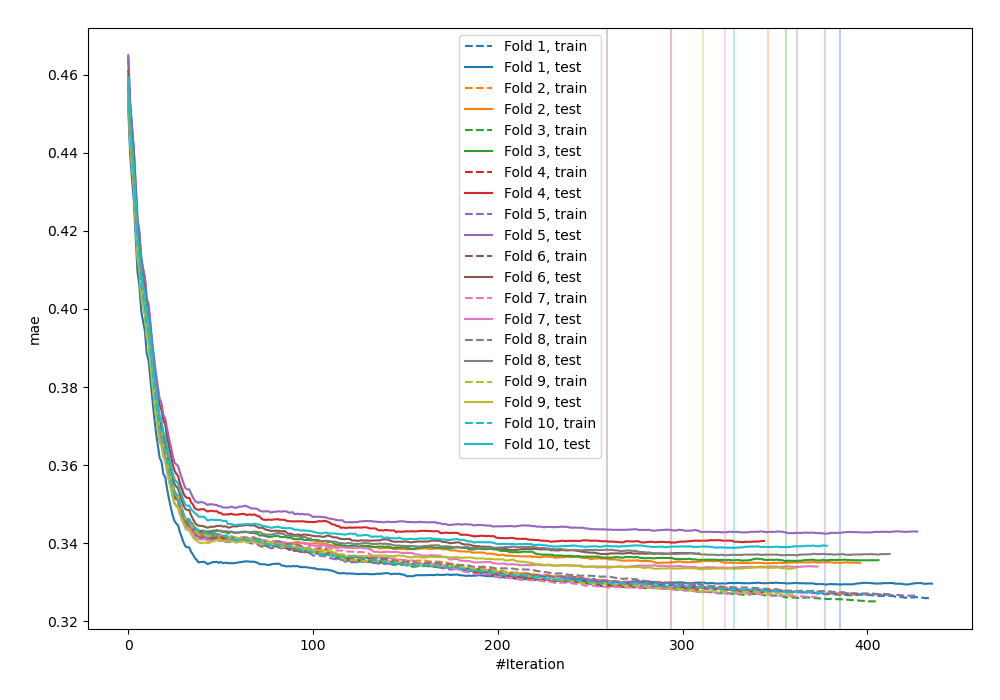 0.46
0.44
0.42
0.40
0.38
0.36
0.34
0.32
mae
0
100
200
300
400
#Iteration
Fold 1, train
Fold 1, test
Fold 2, train
Fold 2, test
Fold 3, train
Fold 3, test
Fold 4, train
Fold 4, test
Fold 5, train
Fold 5, test
Fold 6, train
Fold 6, test
Fold 7, train
Fold 7, test
Fold 8, train
Fold 8, test
Fold 9, train
Fold 9, test
Fold 10, train
Fold 10, test